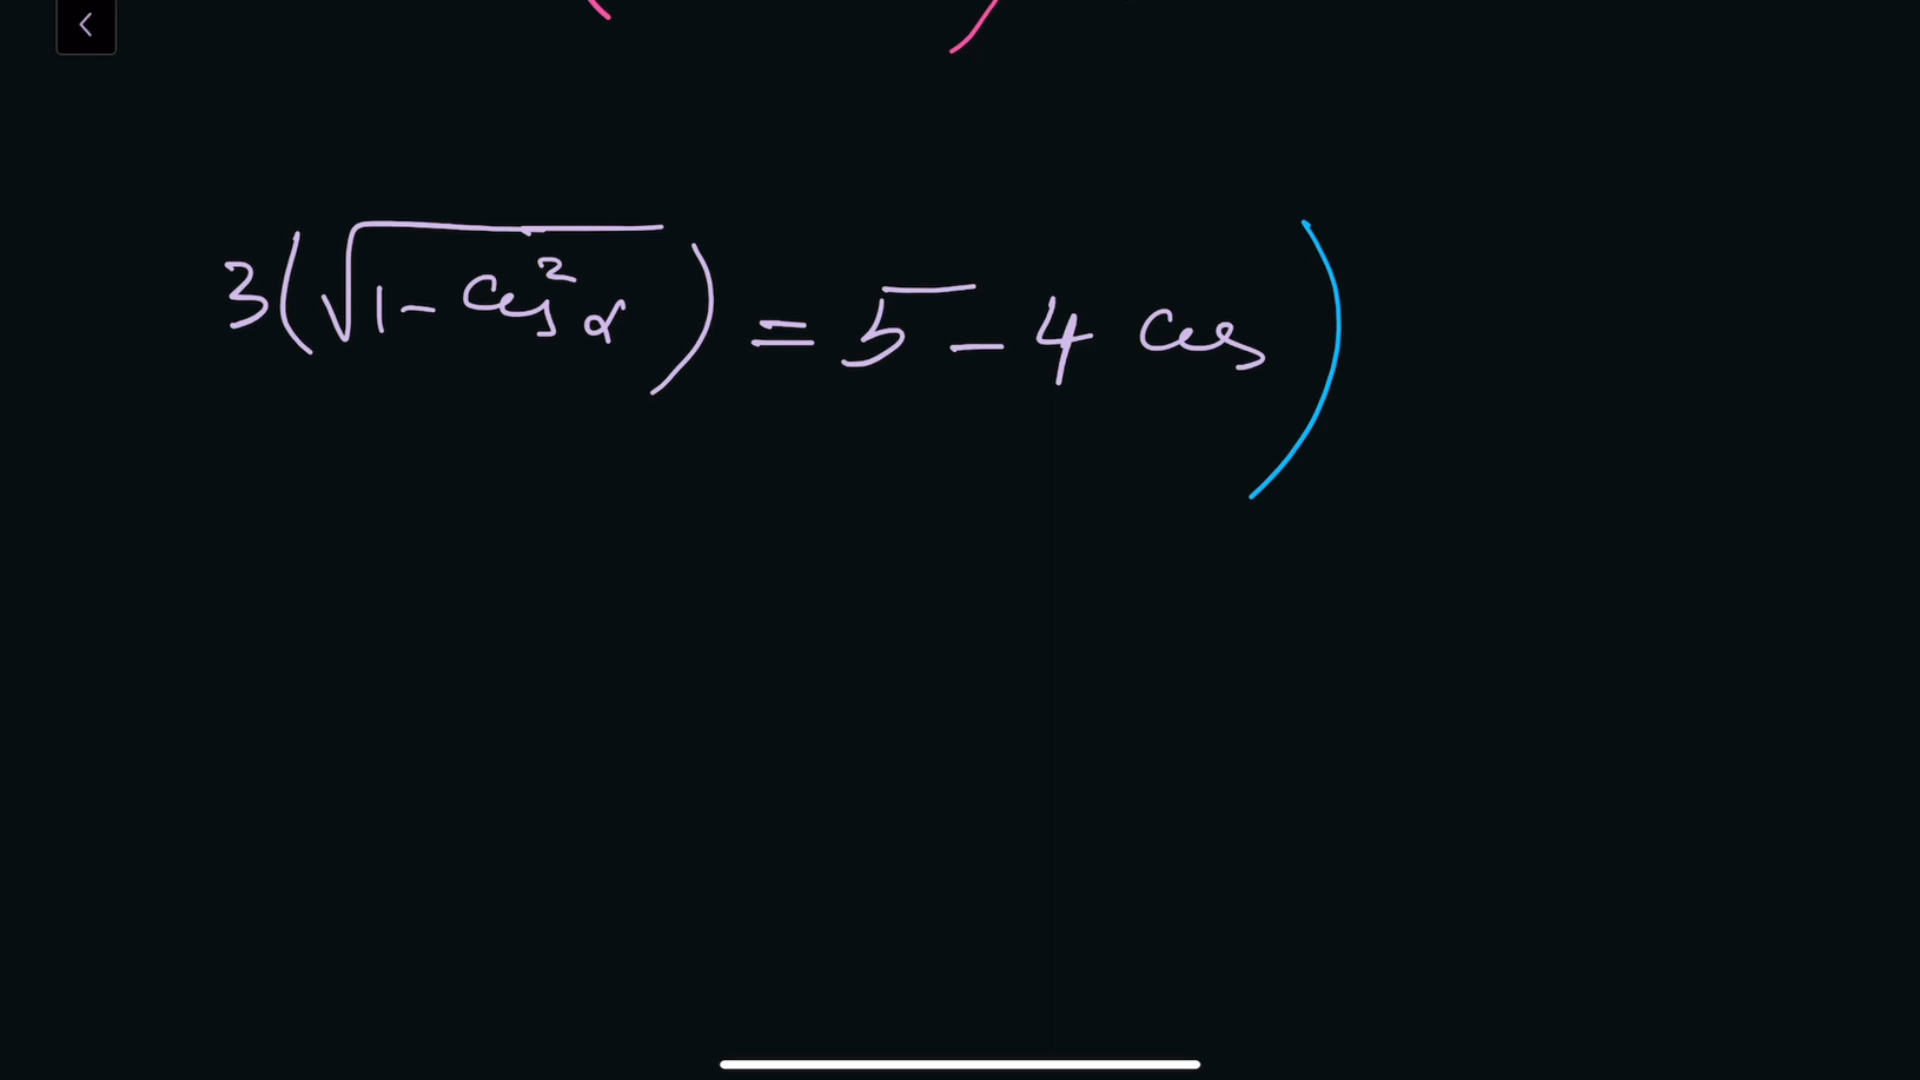 3(√1-cos²α) = 5-4 cos)